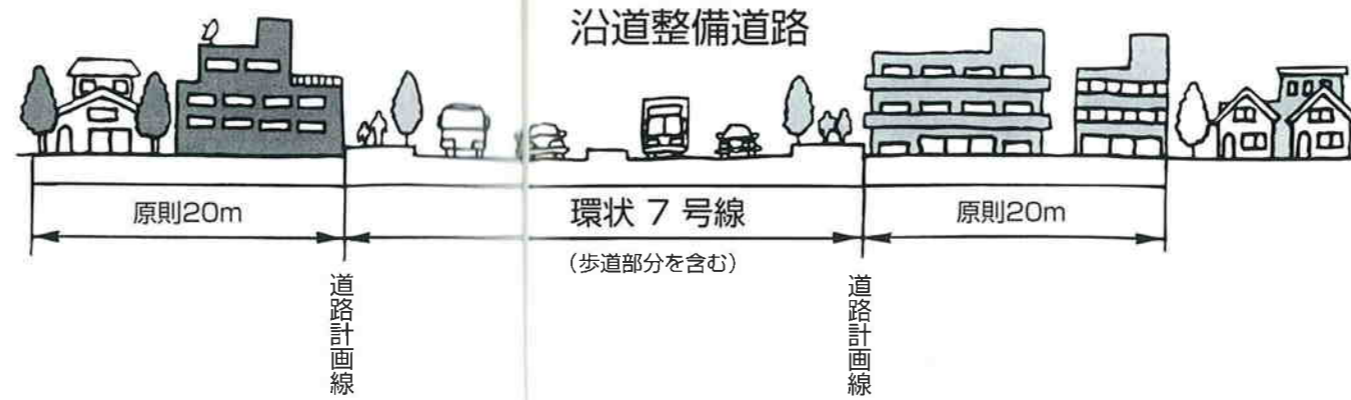 沿道整備道路
原則20m
環状 7 号線
原則20m
（歩道部分を含む）
道路計画線
道路計画線